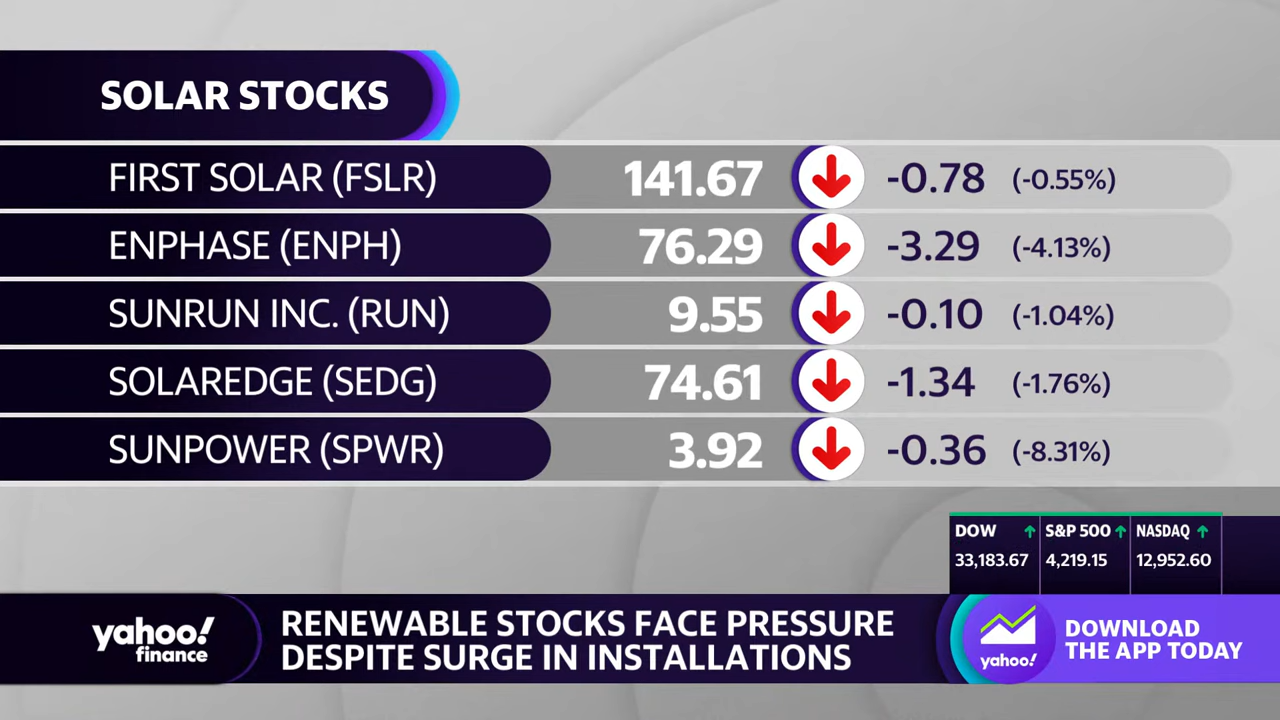 SOLAR STOCKS
FIRST SOLAR (FSLR) 141.67 -0.78 (-0.55%)
ENPHASE (ENPH) 76.29 -3.29 (-4.13%)
SUNRUN INC. (RUN) 9.55 -0.10 (-1.04%)
SOLAREDGE (SEDG) 74.61 -1.34 (-1.76%)
SUNPOWER (SPWR) 3.92 -0.36 (-8.31%)
DOW S&P 500 NASDAQ
33,183.67 4,219.15 12,952.60
yahoo!
finance
RENEWABLE STOCKS FACE PRESSURE
DESPITE SURGE IN INSTALLATIONS
yahoo!
DOWNLOAD
THE APP TODAY